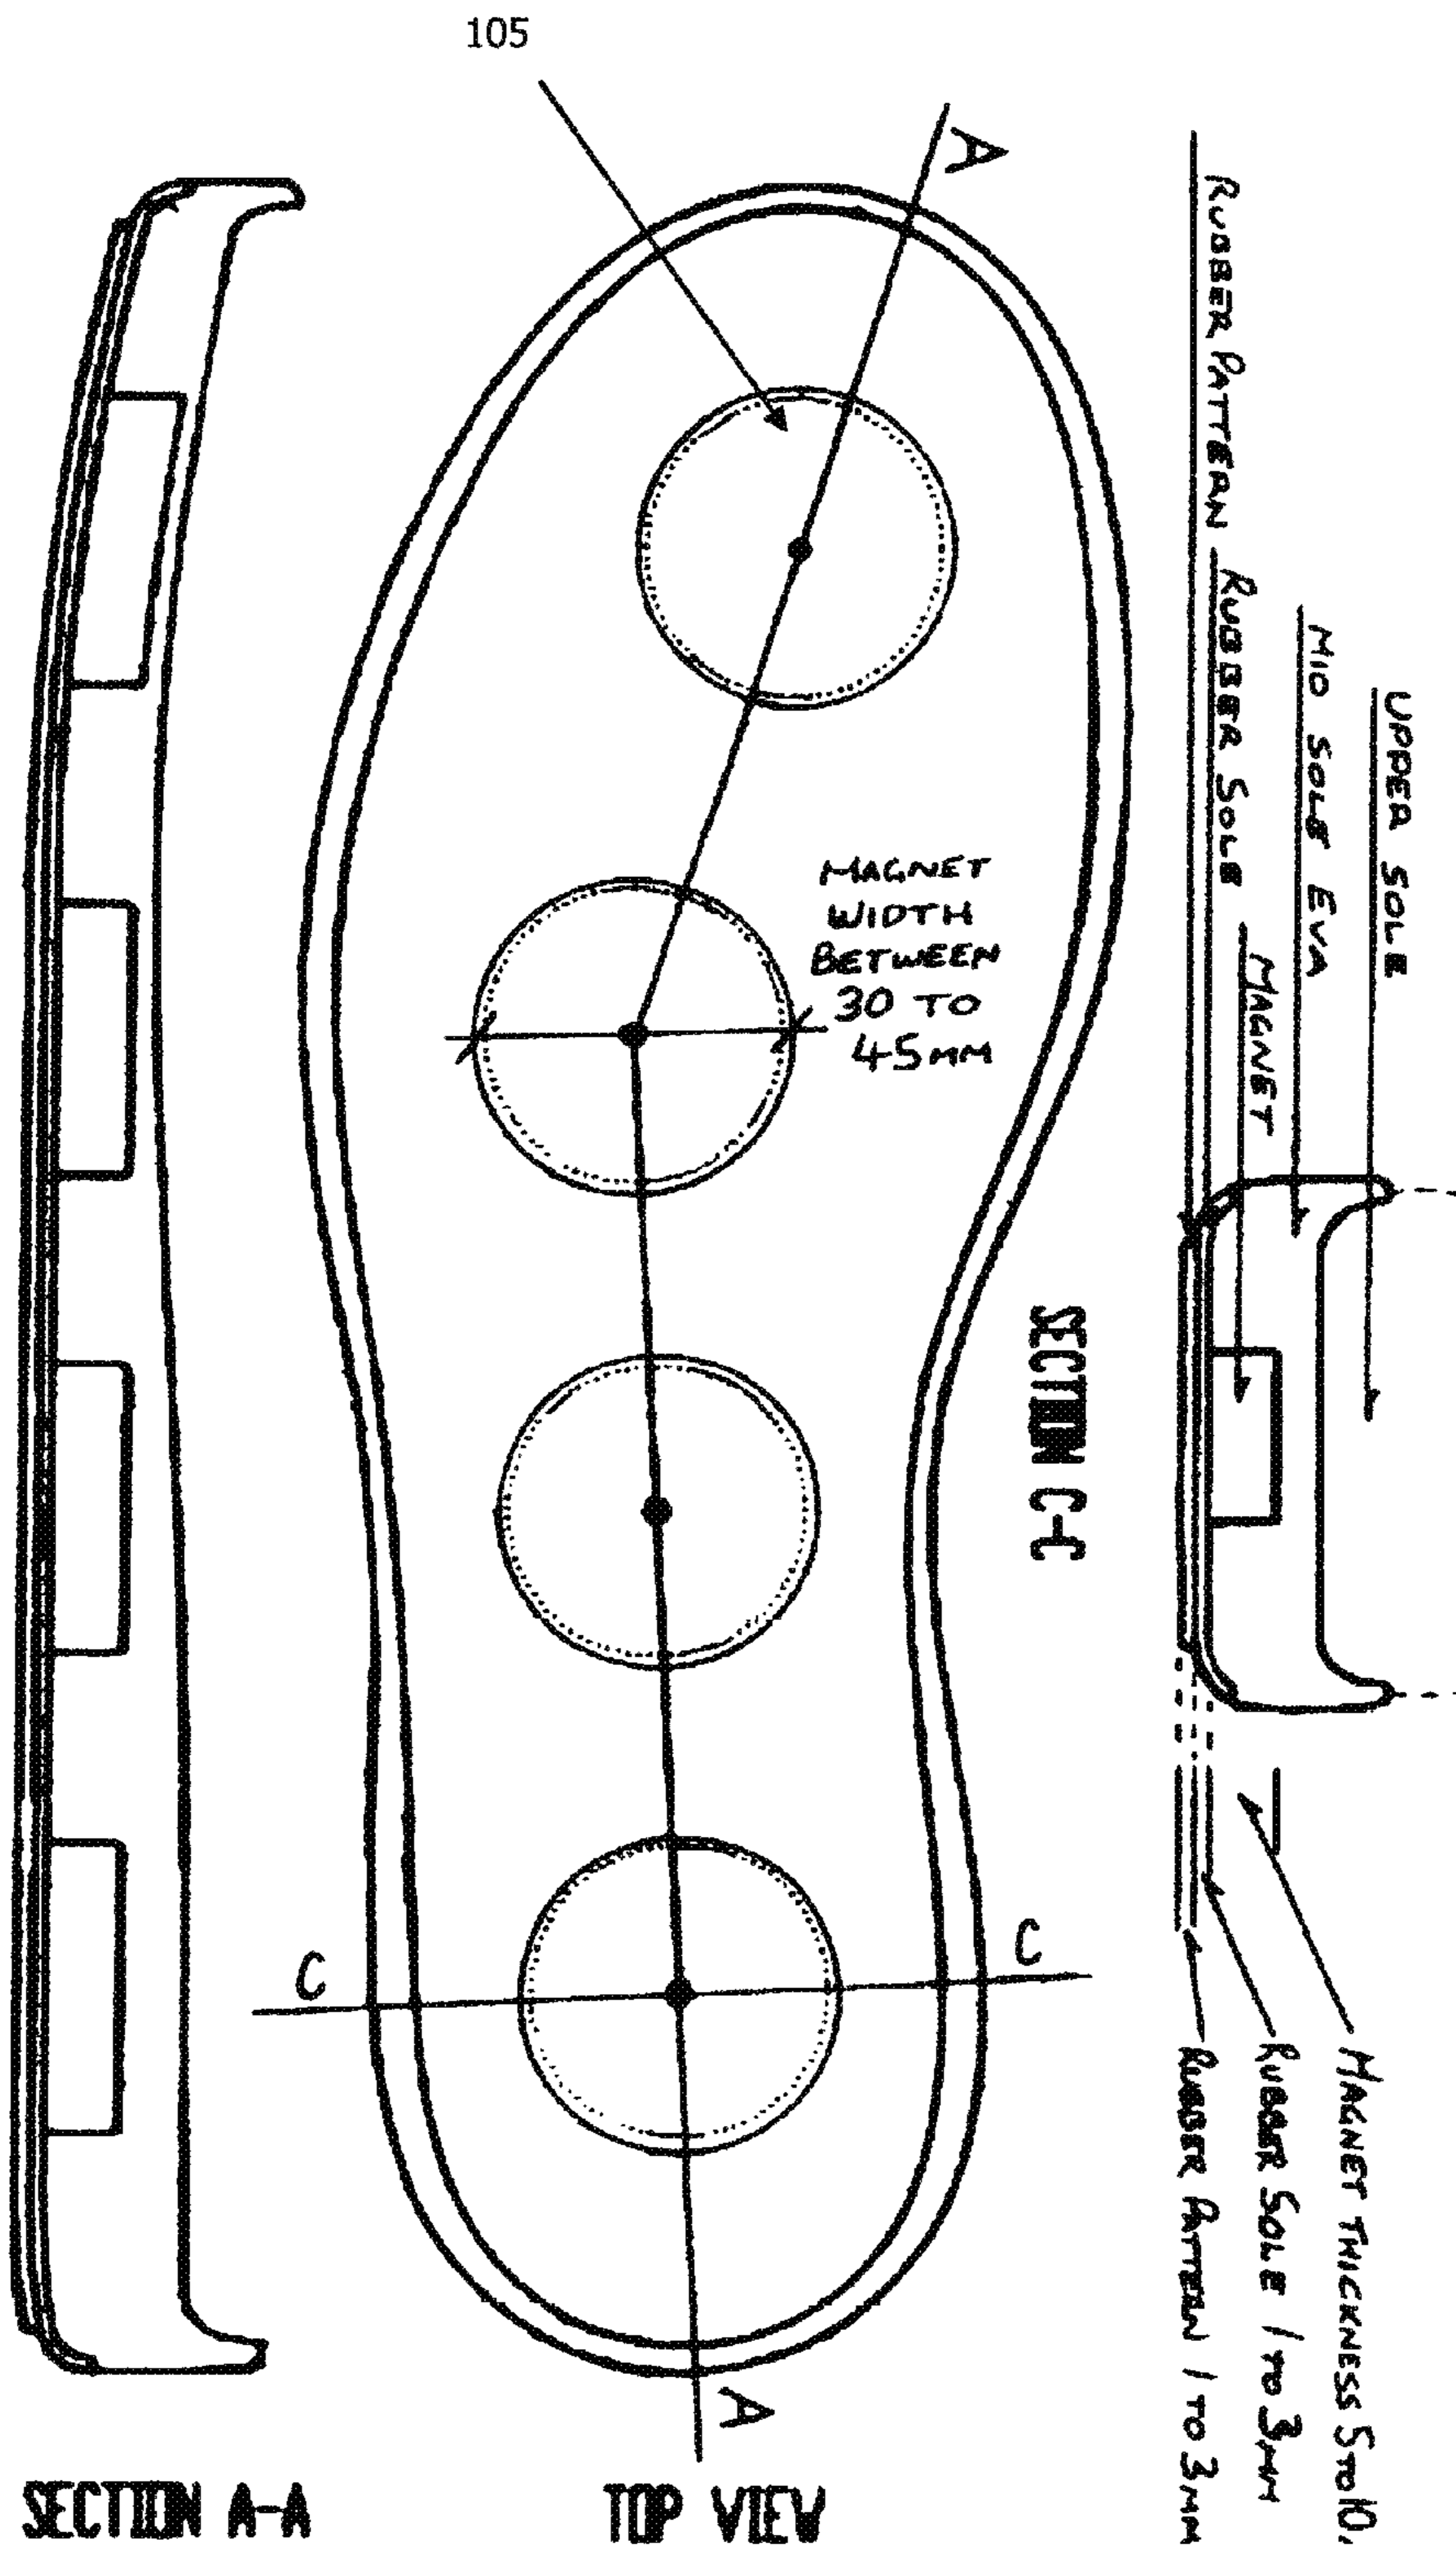 105
A
RUBBER PATTERN
RUBBER SOLE
MAGNET
MID SOLE EVA
UPPER SOLE
MAGNET
WIDTH
BETWEEN
30 TO
45MM
SECTION C-C
C
C
MAGNET THICKNESS 5 TO 10.
RUBBER SOLE 1 TO 3MM
RUBBER PATTERN 1 TO 3MM
A
SECTION A-A
TOP VIEW